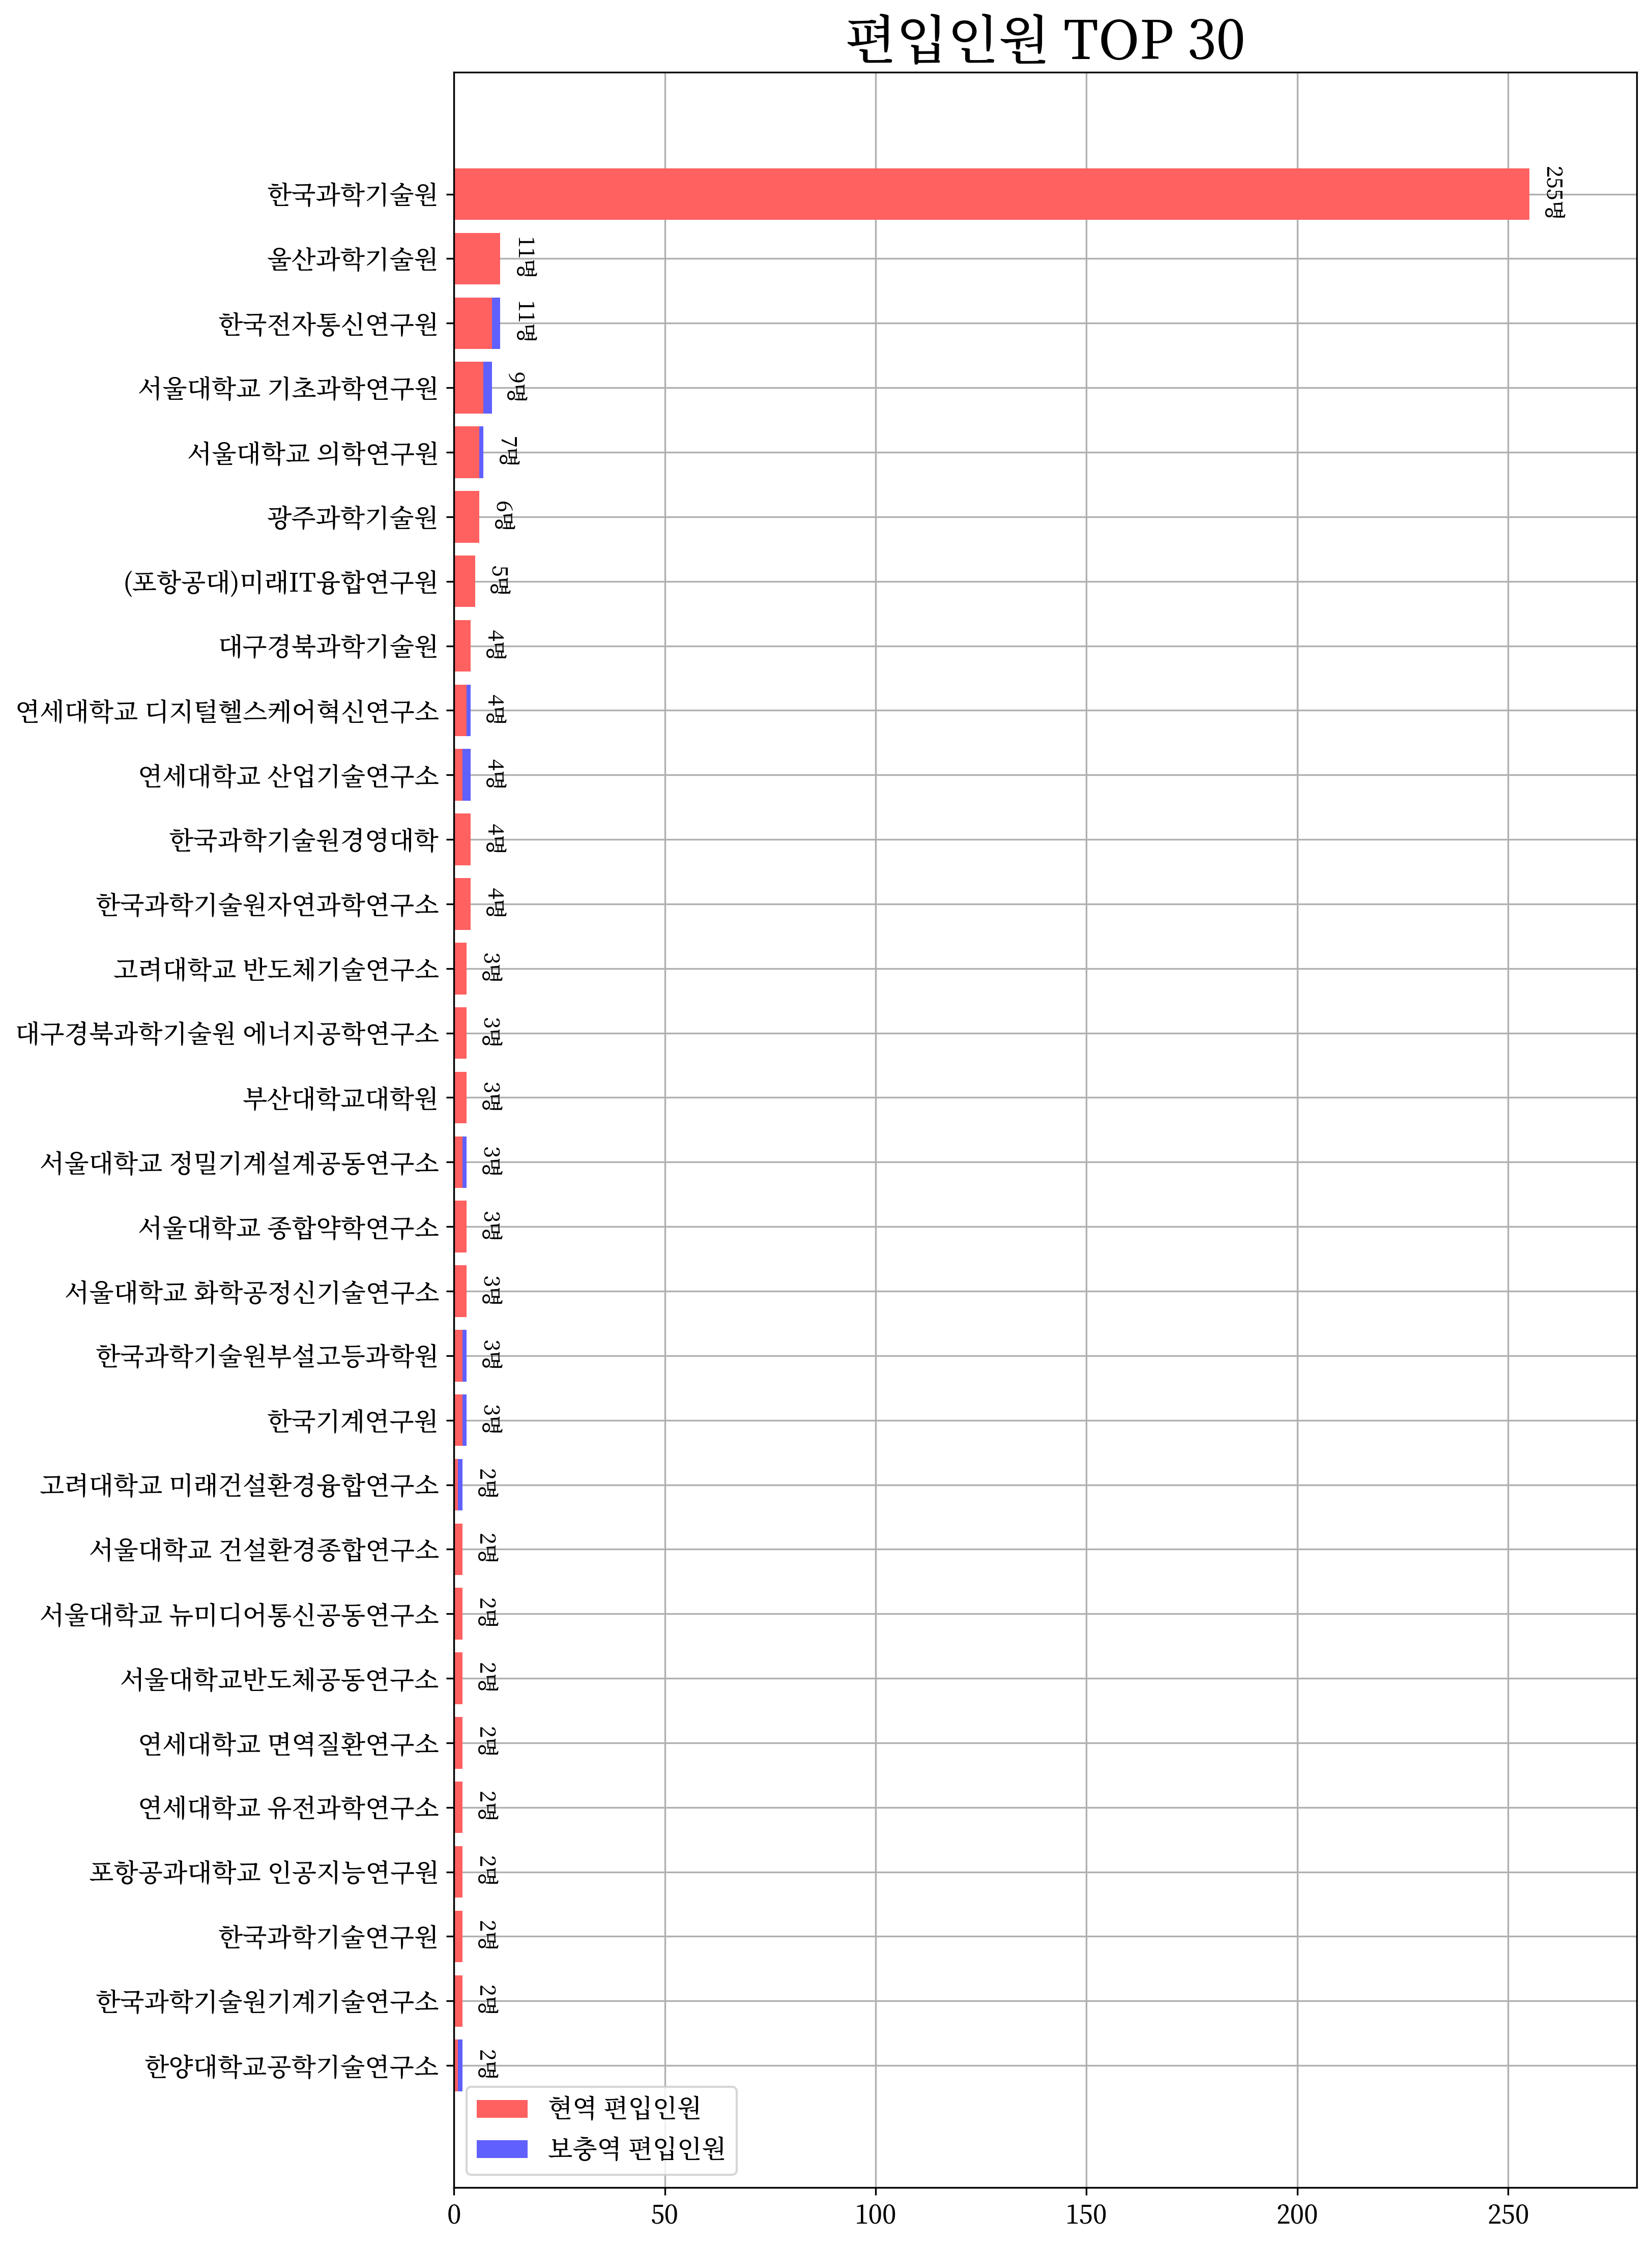 편입인원 TOP 30
한국과학기술원 255명
울산과학기술원 11명
한국전자통신연구원 11명
서울대학교 기초과학연구원 9명
서울대학교 의학연구원 7명
광주과학기술원 6명
(포항공대)미래IT융합연구원 5명
대구경북과학기술원 4명
연세대학교 디지털헬스케어혁신연구소 4명
연세대학교 산업기술연구소 4명
한국과학기술원경영대학 4명
한국과학기술원자연과학연구소 4명
고려대학교 반도체기술연구소 3명
대구경북과학기술원 에너지공학연구소 3명
부산대학교대학원 3명
서울대학교 정밀기계설계공동연구소 3명
서울대학교 종합약학연구소 3명
서울대학교 화학공정신기술연구소 3명
한국과학기술원부설고등과학원 3명
한국기계연구원 3명
고려대학교 미래건설환경융합연구소 2명
서울대학교 건설환경종합연구소 2명
서울대학교 뉴미디어통신공동연구소 2명
서울대학교반도체공동연구소 2명
연세대학교 면역질환연구소 2명
연세대학교 유전과학연구소 2명
포항공과대학교 인공지능연구원 2명
한국과학기술연구원 2명
한국과학기술원기계기술연구소 2명
한양대학교공학기술연구소 2명
현역 편입인원
보충역 편입인원
0 50 100 150 200 250